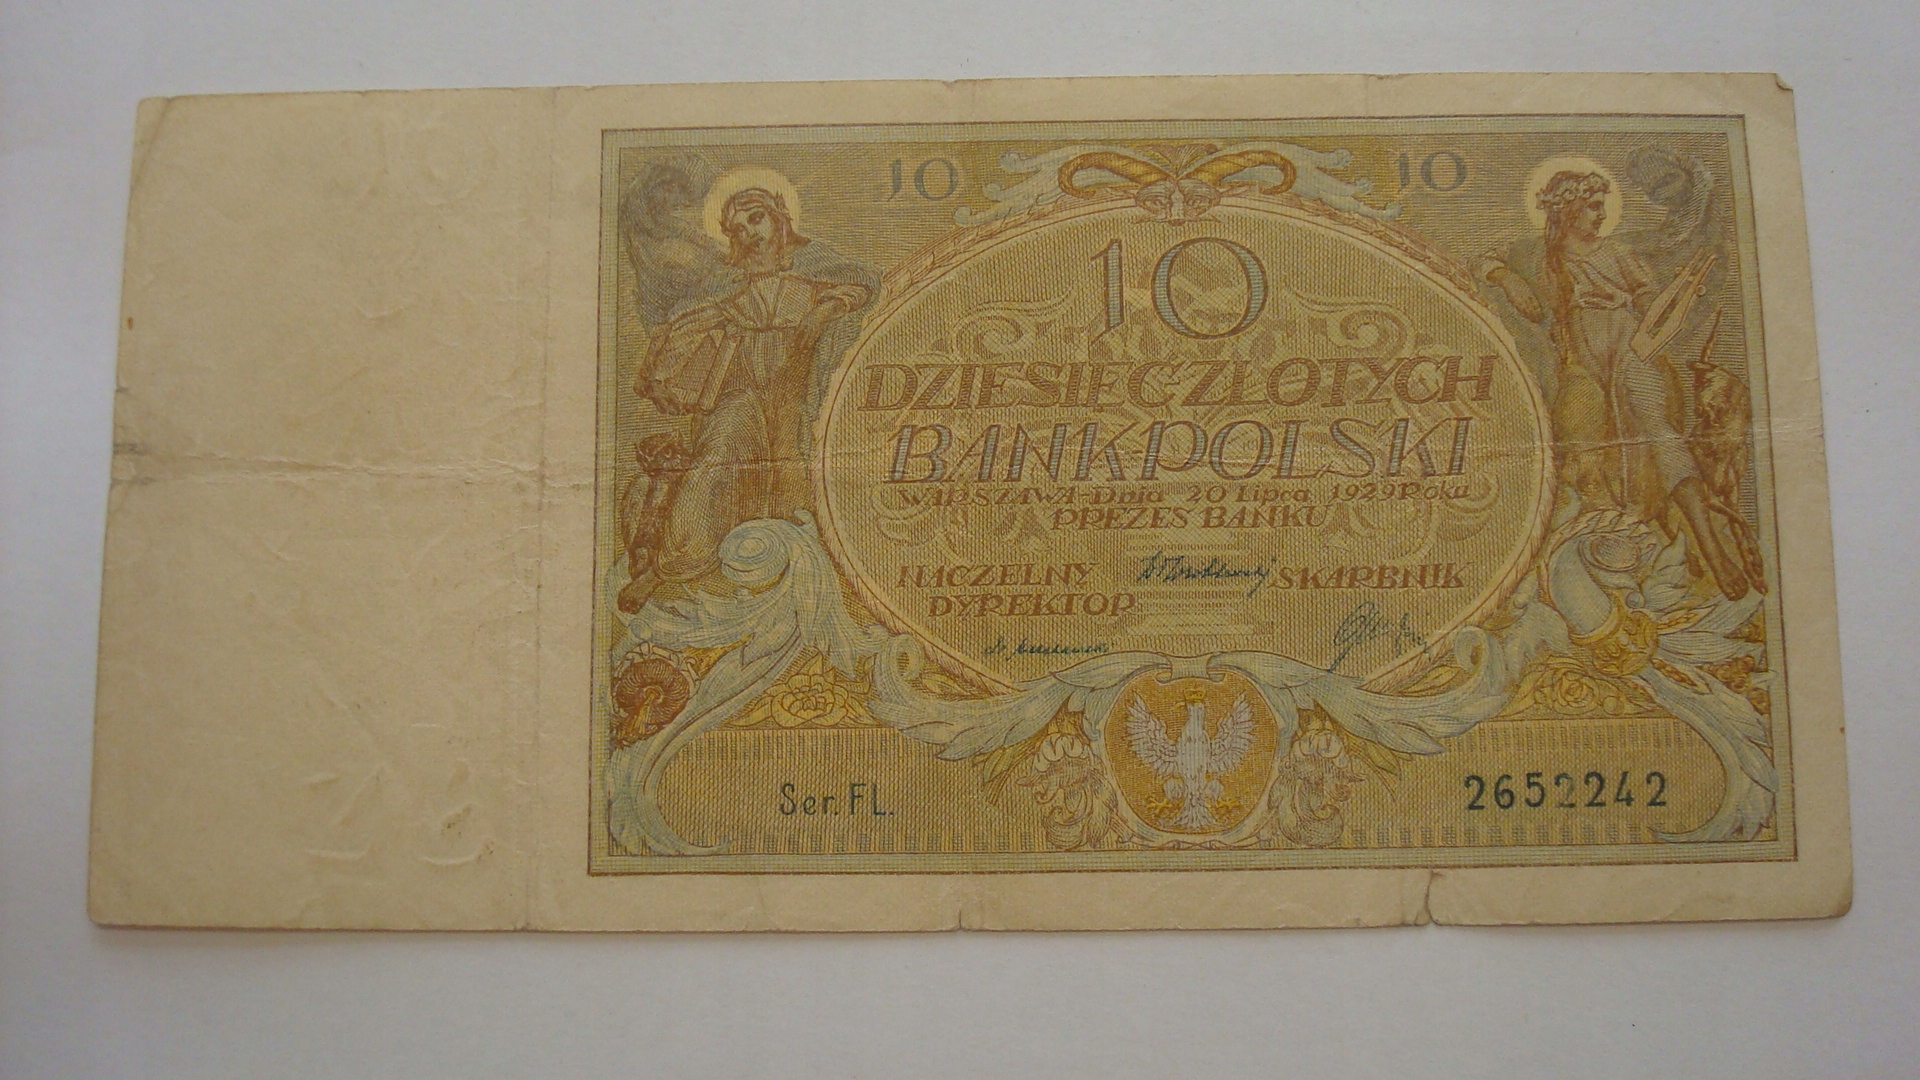 10 10
10
DZIESIĘĆ ZŁOTYCH
BANK POLSKI
WARSZAWA-Dnia 20 Lipca 1929 Roku
PREZES BANKU
NACZELNY SKARBNIK
DYREKTOR
Ser. FL. 2652242